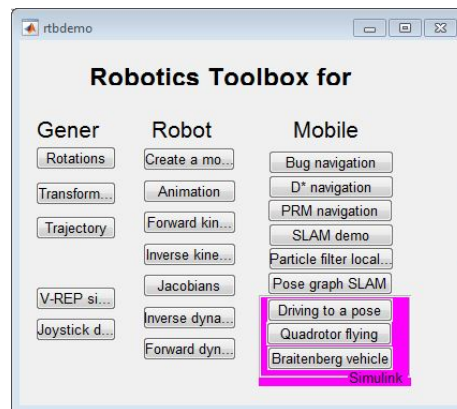 rtbdemo
Robotics Toolbox for
Gener
Rotations
Transform...
Trajectory
V-REP si...
Joystick d...
Robot
Create a mo...
Animation
Forward kin...
Inverse kine...
Jacobians
Inverse dyna...
Forward dyn...
Mobile
Bug navigation
D* navigation
PRM navigation
SLAM demo
Particle filter local...
Pose graph SLAM
Driving to a pose
Quadrotor flying
Braitenberg vehicle
Simulink